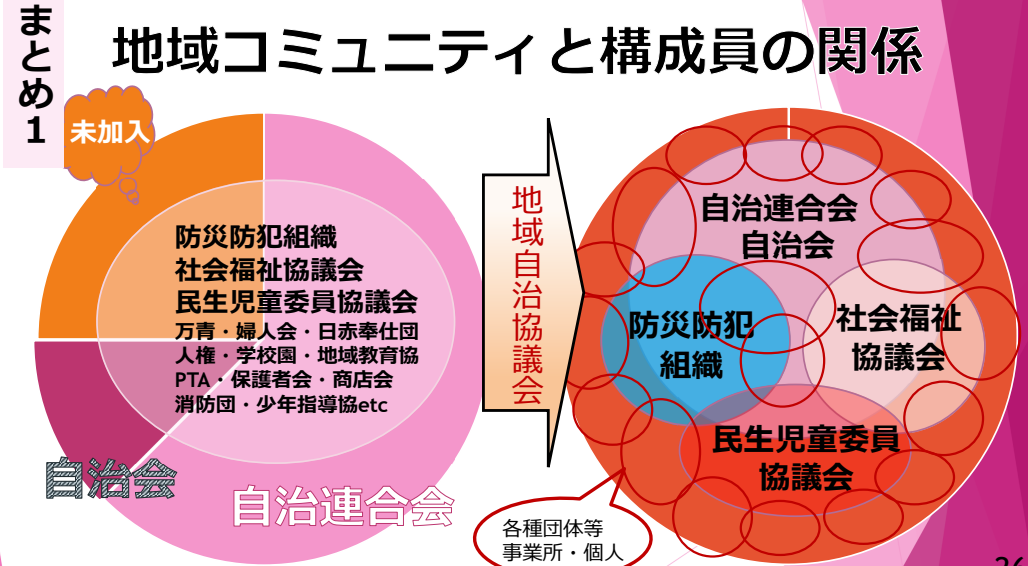 まとめ1
地域コミュニティと構成員の関係
未加入
防災防犯組織
社会福祉協議会
民生児童委員協議会
万青・婦人会・日赤奉仕団
人権・学校園・地域教育協
PTA・保護者会・商店会
消防団・少年指導協etc
自治会
自治連合会
地域自治協議会
自治連合会
自治会
防災防犯
組織
社会福祉
協議会
民生児童委員
協議会
各種団体等
事業所・個人